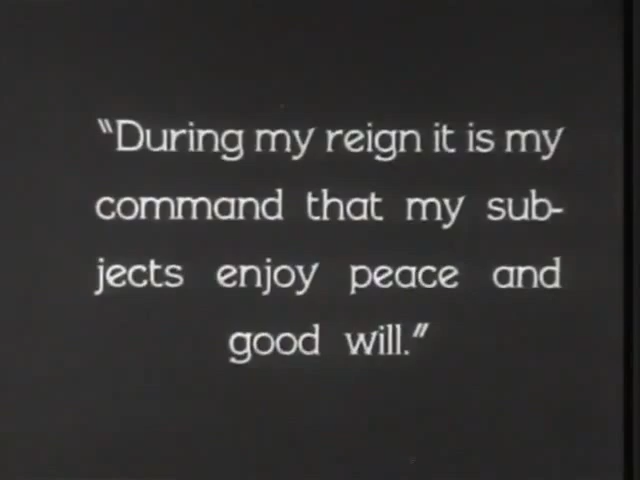 "During my reign it is my
command that my sub-
jects enjoy peace and
good will."